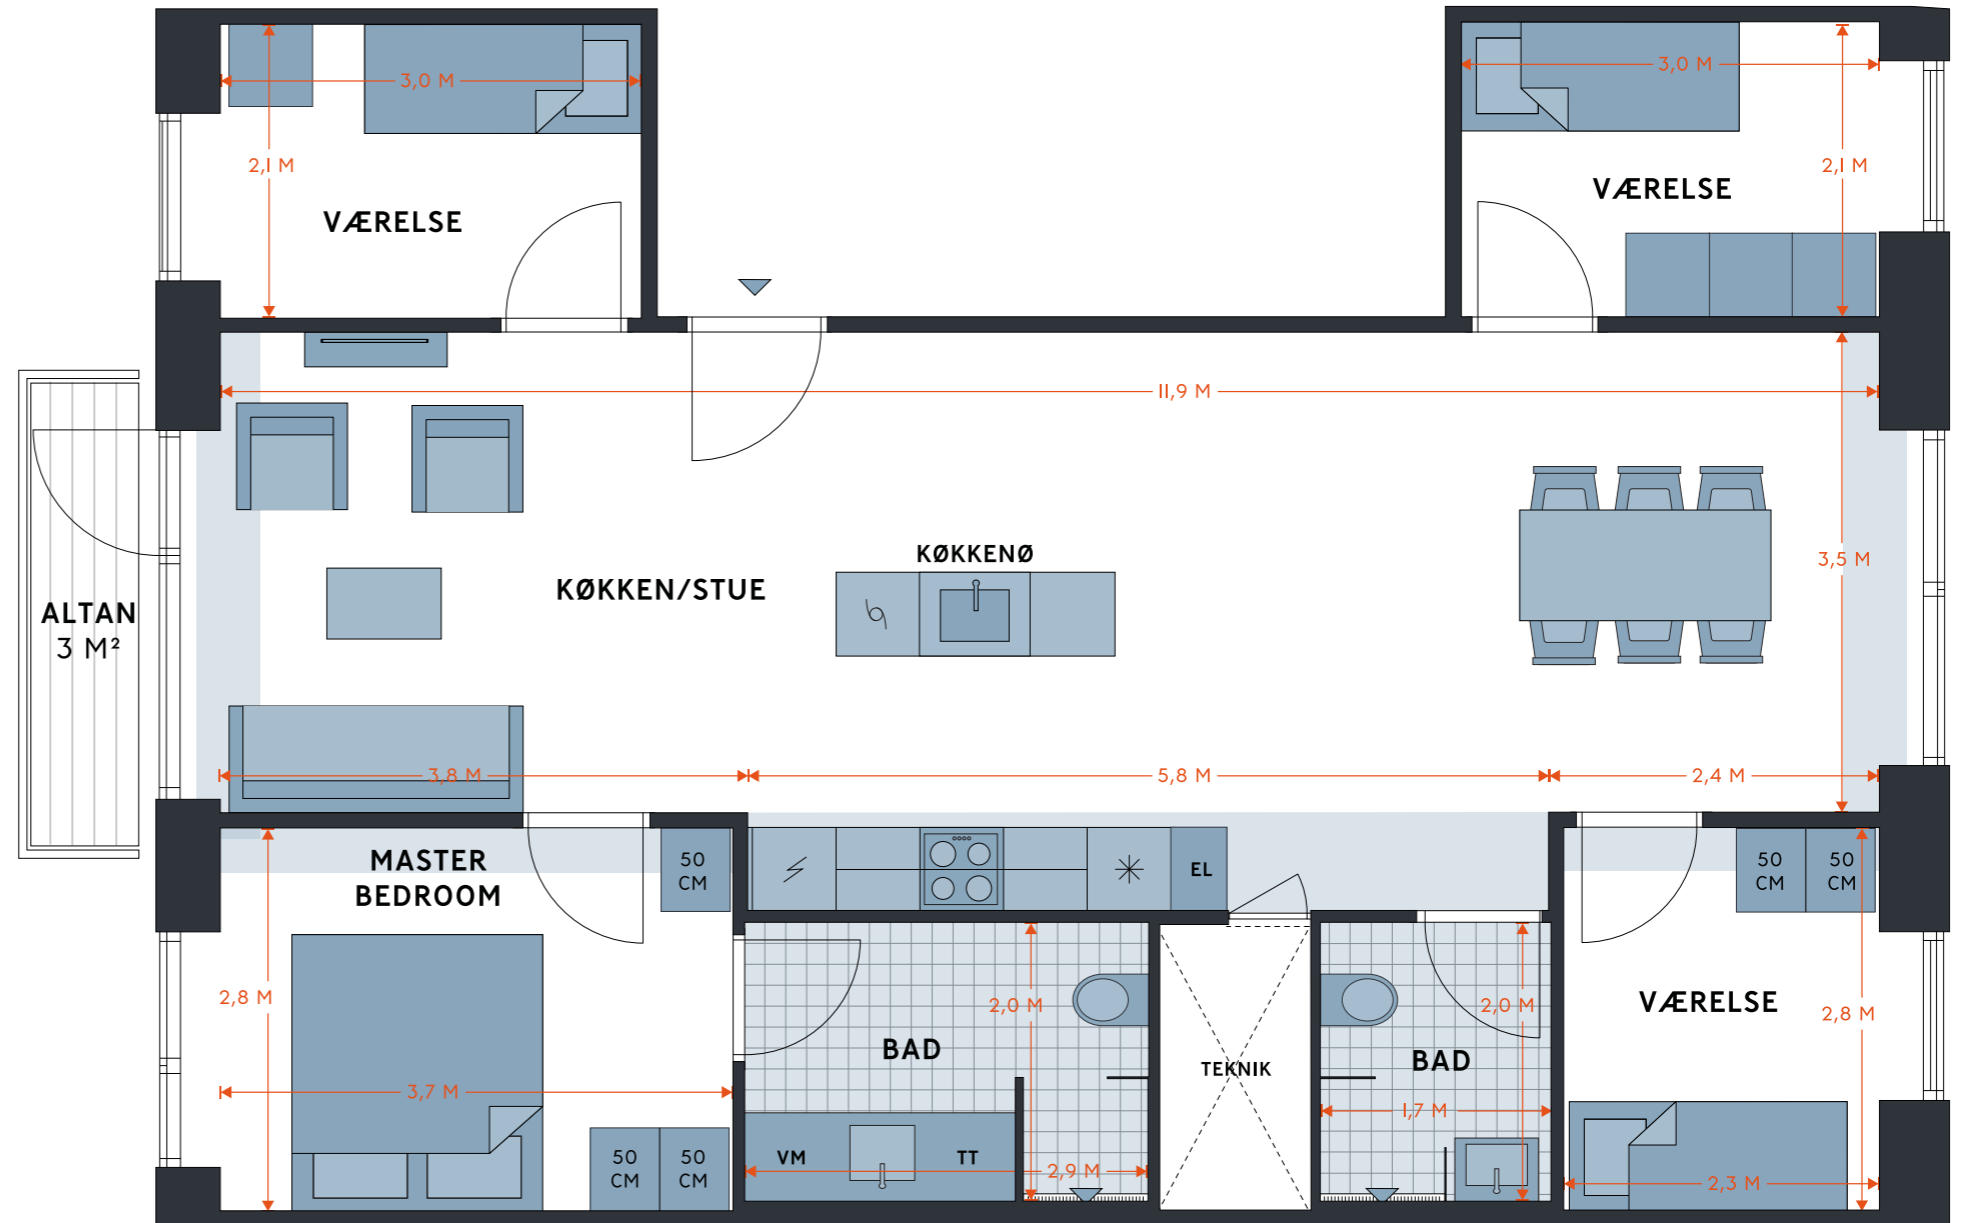 3,0 M
3,0 M
2,1 M
2,1 M
VÆRELSE
VÆRELSE
11,9 M
KØKKENØ
3,5 M
KØKKEN/STUE
ALTAN
3 M²
3,8 M
5,8 M
2,4 M
MASTER
BEDROOM
50
CM
EL
50
CM
50
CM
2,8 M
2,0 M
2,0 M
VÆRELSE
2,8 M
BAD
BAD
TEKNIK
3,7 M
1,7 M
50
CM
50
CM
VM
TT
2,9 M
2,3 M